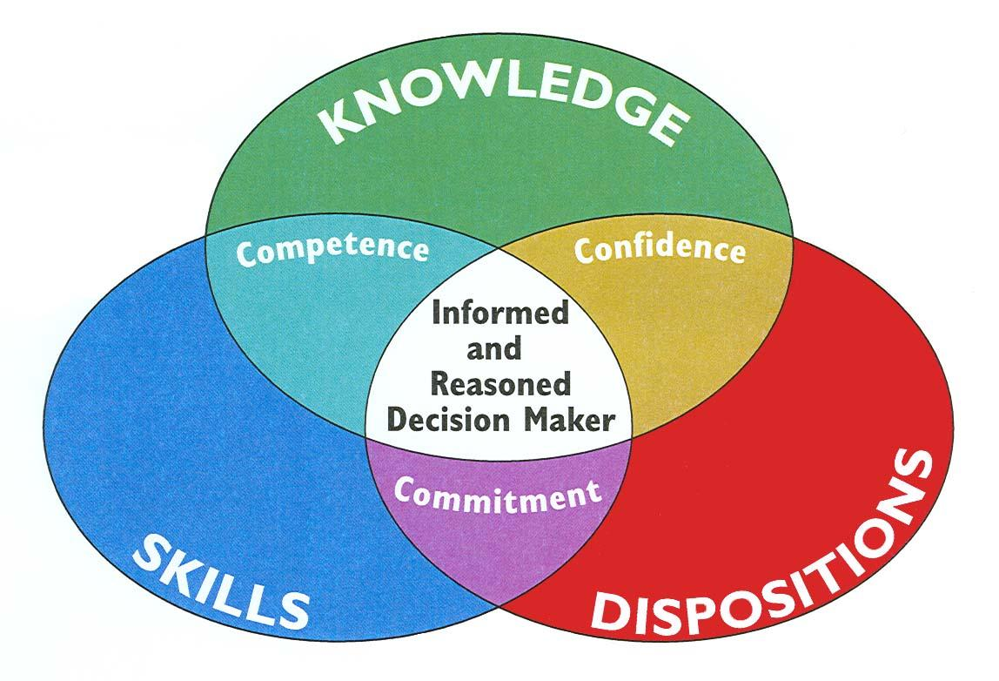 KNOWLEDGE
Competence
Confidence
Informed
and
Reasoned
Decision Maker
Commitment
SKILLS
DISPOSITIONS